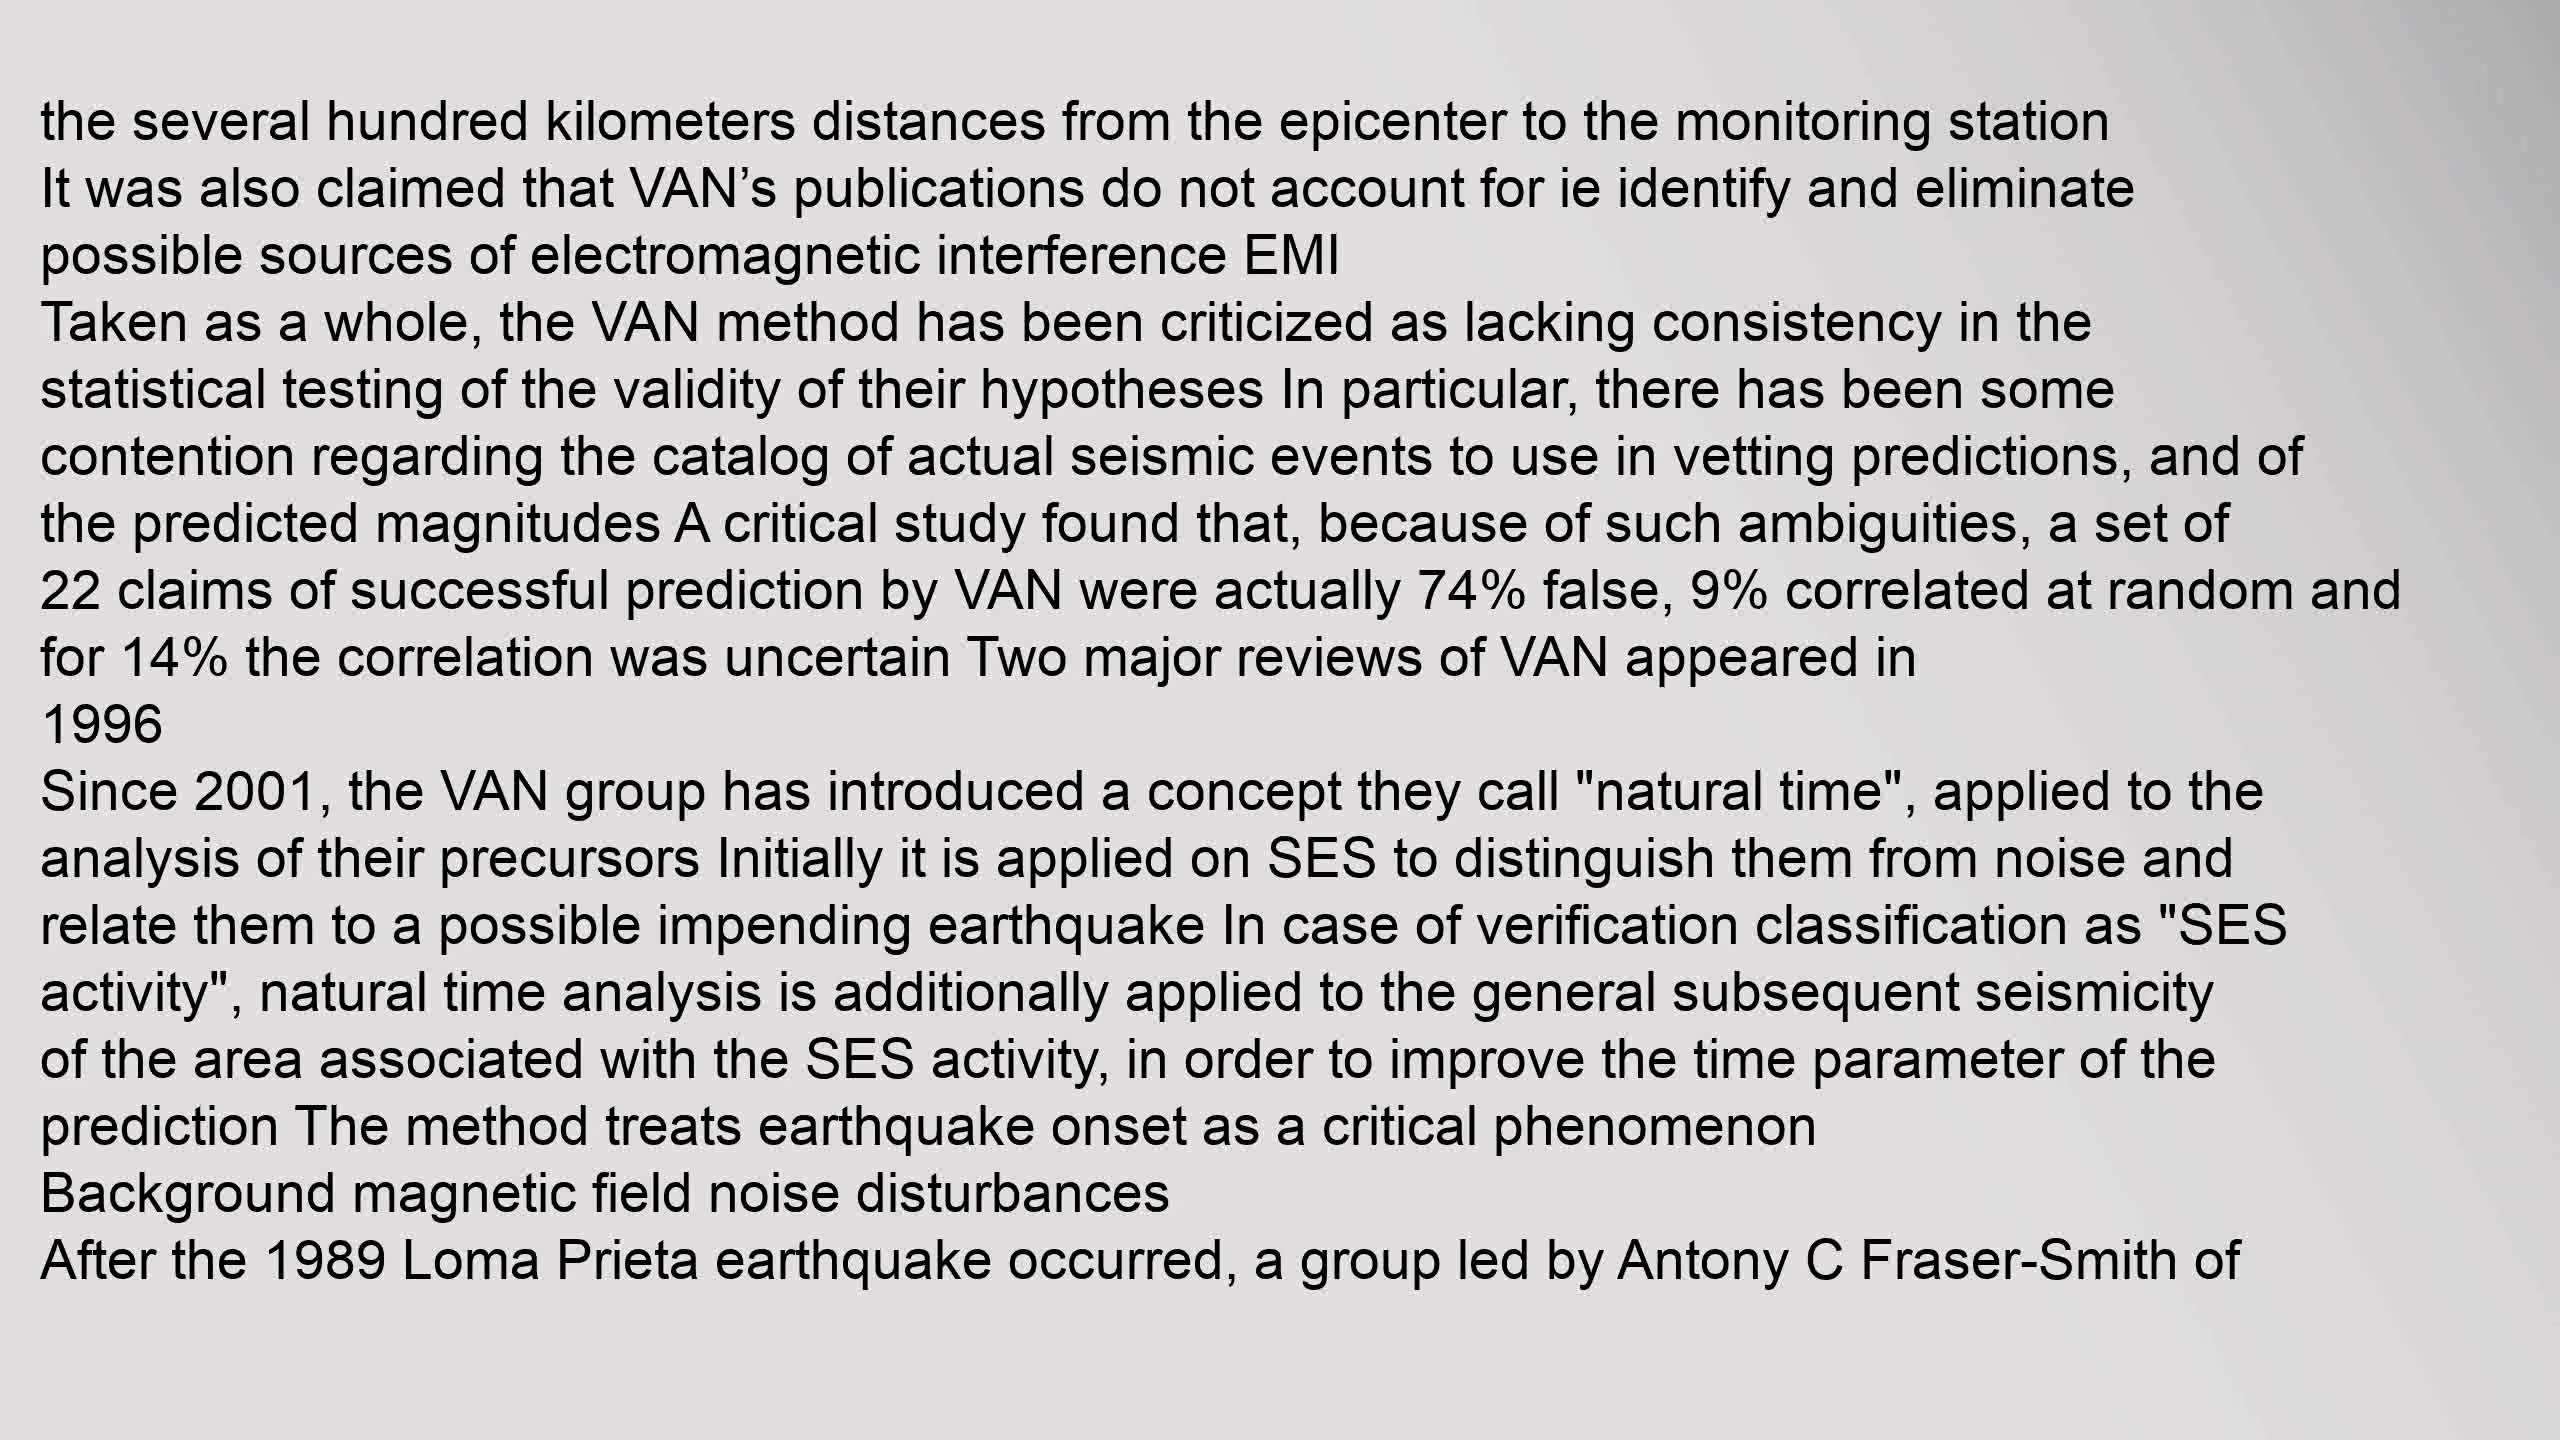 the several hundred kilometers distances from the epicenter to the monitoring station
It was also claimed that VAN’s publications do not account for ie identify and eliminate
possible sources of electromagnetic interference EMI
Taken as a whole, the VAN method has been criticized as lacking consistency in the
statistical testing of the validity of their hypotheses In particular, there has been some
contention regarding the catalog of actual seismic events to use in vetting predictions, and of
the predicted magnitudes A critical study found that, because of such ambiguities, a set of
22 claims of successful prediction by VAN were actually 74% false, 9% correlated at random and
for 14% the correlation was uncertain Two major reviews of VAN appeared in
1996
Since 2001, the VAN group has introduced a concept they call "natural time", applied to the
analysis of their precursors Initially it is applied on SES to distinguish them from noise and
relate them to a possible impending earthquake In case of verification classification as "SES
activity", natural time analysis is additionally applied to the general subsequent seismicity
of the area associated with the SES activity, in order to improve the time parameter of the
prediction The method treats earthquake onset as a critical phenomenon
Background magnetic field noise disturbances
After the 1989 Loma Prieta earthquake occurred, a group led by Antony C Fraser-Smith of